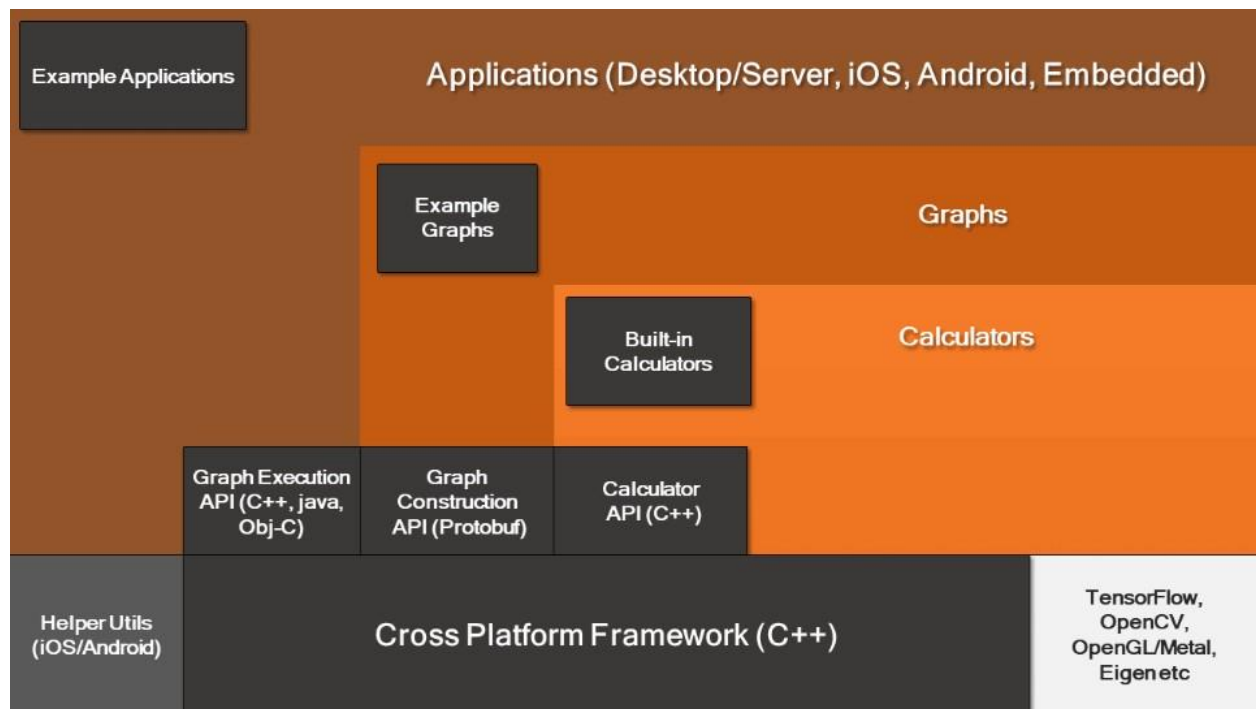 Example Applications
Applications (Desktop/Server, iOS, Android, Embedded)
Example
Graphs
Graphs
Built-in
Calculators
Calculators
Graph Execution
API (C++, java,
Obj-C)
Graph
Construction
API (Protobuf)
Calculator
API (C++)
Helper Utils
(iOS/Android)
Cross Platform Framework (C++)
TensorFlow,
OpenCV,
OpenGL/Metal,
Eigen etc